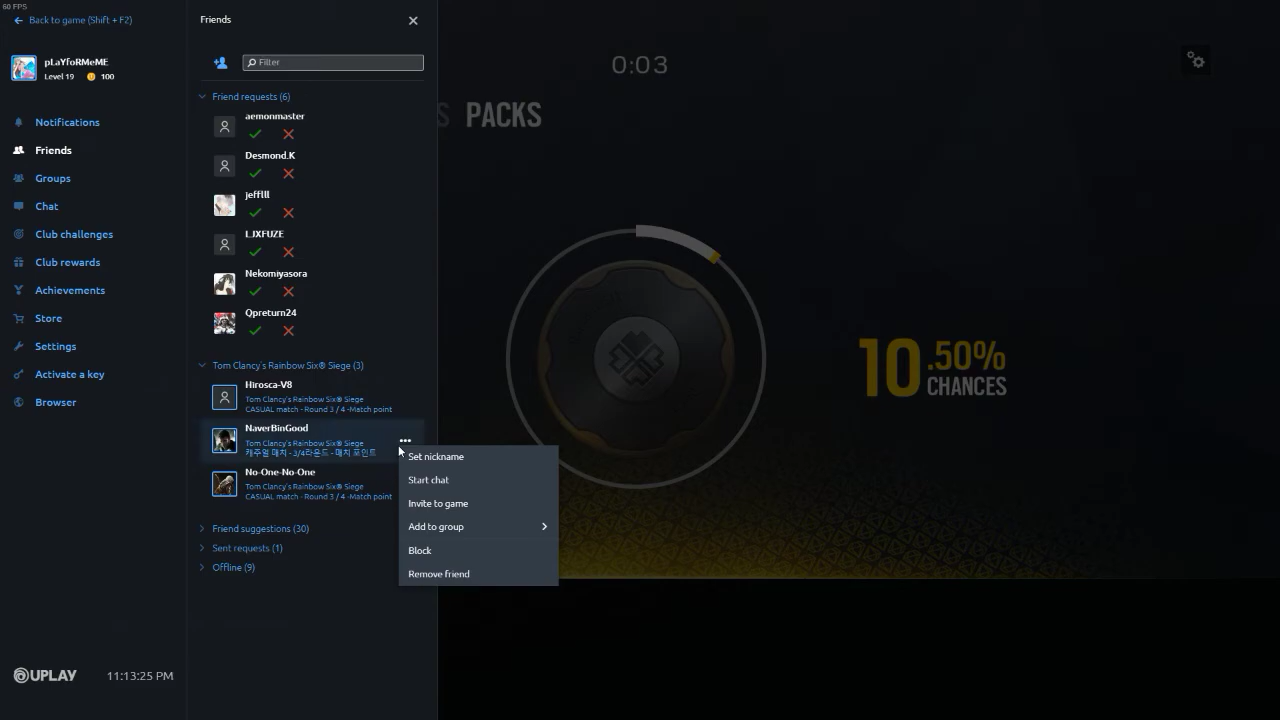 60 FPS
Back to game (Shift + F2)
pLaYfoRMeME
Level 19 100
Notifications
Friends
Groups
Chat
Club challenges
Club rewards
Achievements
Store
Settings
Activate a key
Browser
UPLAY
11:13:25 PM
Friends
Filter
Friend requests (6)
aemonmaster
Desmond.K
LJXFUZE
Nekomiyasora
Qpreturn24
Tom Clancy's Rainbow Six® Siege (3)
Hirosca-V8
Tom Clancy's Rainbow Six® Siege
CASUAL match - Round 3 / 4 -Match point
NaverBinGood
Tom Clancy's Rainbow Six® Siege
캐주얼 매치 - 3/4라운드 - 매치 포인트
No-One-No-One
Tom Clancy's Rainbow Six® Siege
CASUAL match - Round 3 / 4 -Match point
Friend suggestions (30)
Sent requests (1)
Offline (9)
Set nickname
Start chat
Invite to game
Add to group
Block
Remove friend
0:03
S PACKS
10.50%
CHANCES